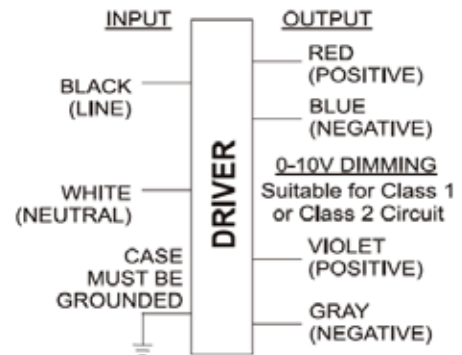 INPUT
BLACK
(LINE)
WHITE
(NEUTRAL)
CASE
MUST BE
GROUNDED
DRIVER
OUTPUT
RED
(POSITIVE)
BLUE
(NEGATIVE)
0-10V DIMMING
Suitable for Class 1
or Class 2 Circuit
VIOLET
(POSITIVE)
GRAY
(NEGATIVE)